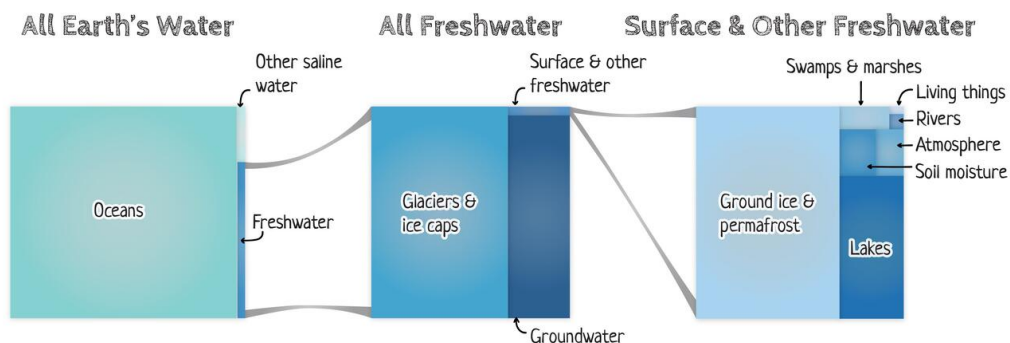 All Earth's Water
Other saline
water
Oceans
Freshwater
All Freshwater
Surface & other
freshwater
Glaciers &
ice caps
Groundwater
Surface & Other Freshwater
Swamps & marshes
Living things
Rivers
Atmosphere
Soil moisture
Ground ice &
permafrost
Lakes